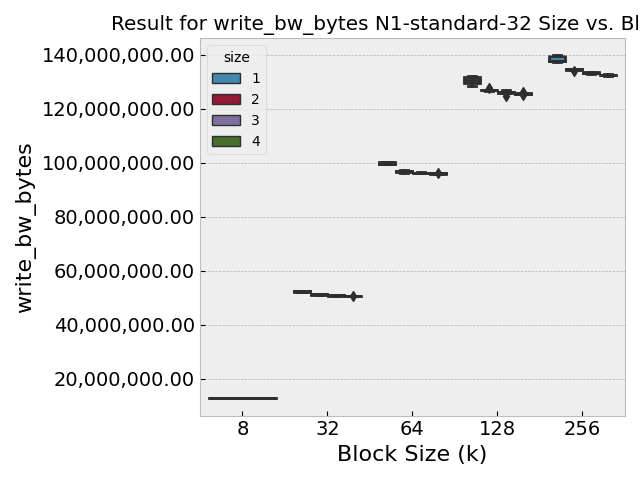 Result for write_bw_bytes N1-standard-32 Size vs. Bl
write_bw_bytes
140,000,000.00
120,000,000.00
100,000,000.00
80,000,000.00
60,000,000.00
40,000,000.00
20,000,000.00
size
1
2
3
4
8 32 64 128 256
Block Size (k)